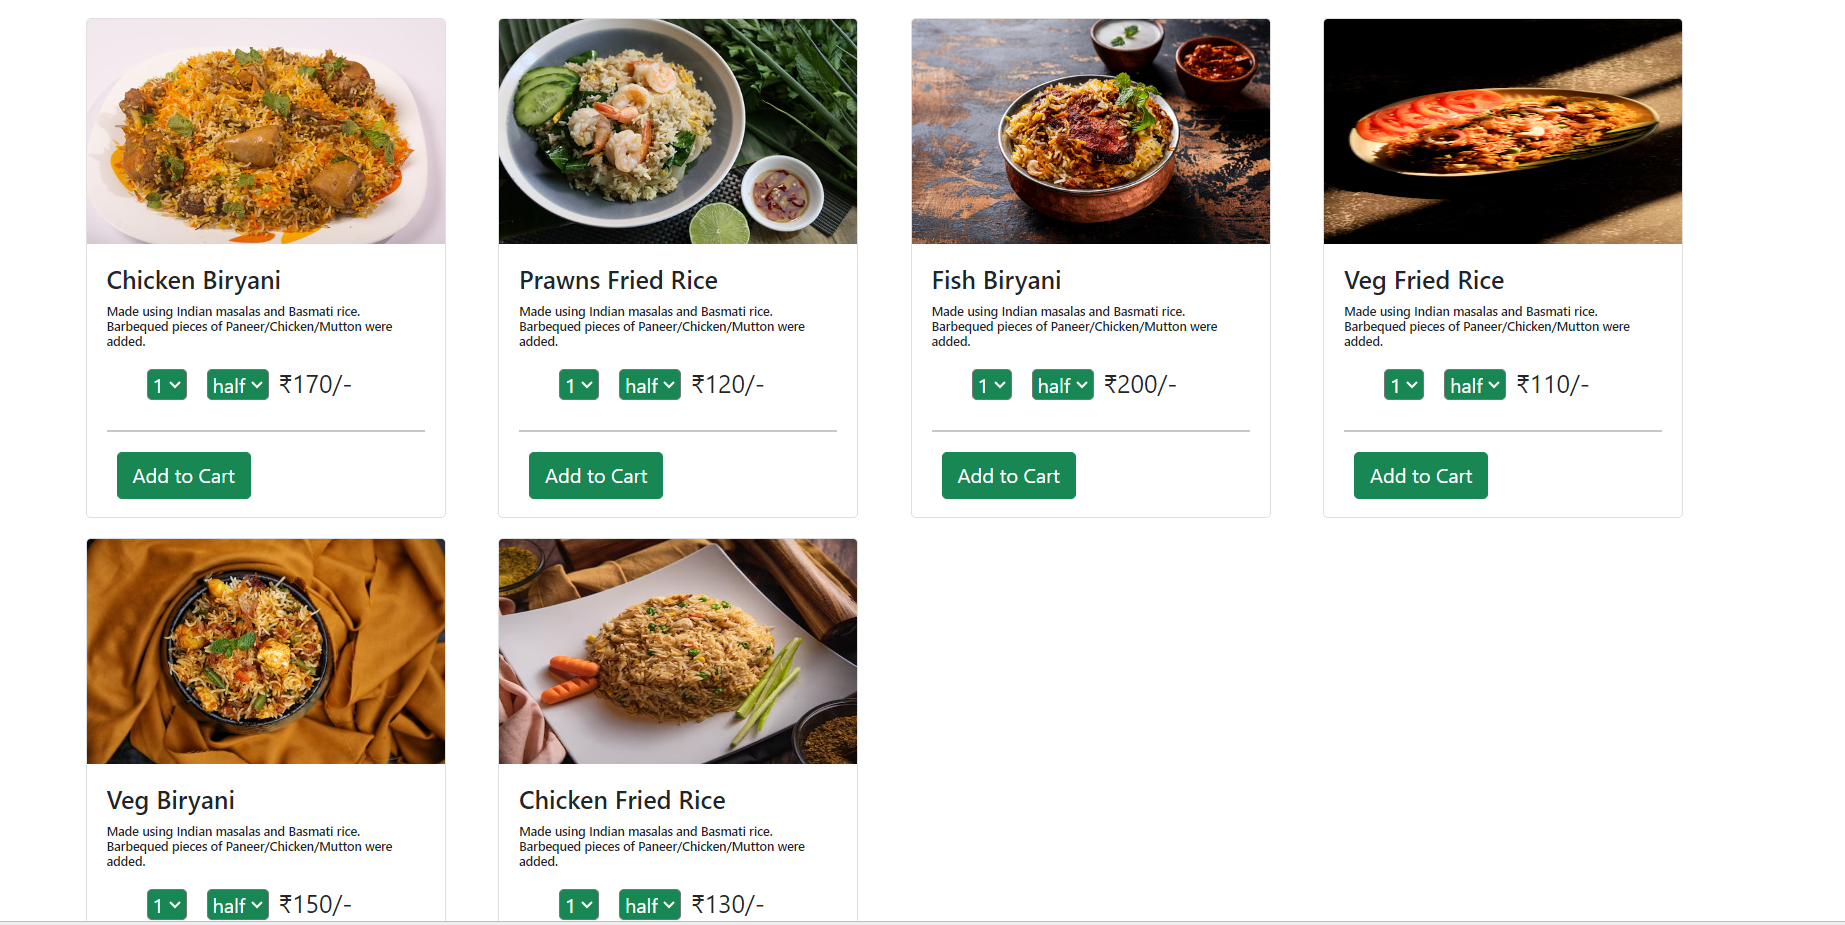 Chicken Biryani
Made using Indian masalas and Basmati rice.
Barbequed pieces of Paneer/Chicken/Mutton were
added.
1 half ₹170/-
Add to Cart
Prawns Fried Rice
Made using Indian masalas and Basmati rice.
Barbequed pieces of Paneer/Chicken/Mutton were
added.
1 half ₹120/-
Add to Cart
Fish Biryani
Made using Indian masalas and Basmati rice.
Barbequed pieces of Paneer/Chicken/Mutton were
added.
1 half ₹200/-
Add to Cart
Veg Fried Rice
Made using Indian masalas and Basmati rice.
Barbequed pieces of Paneer/Chicken/Mutton were
added.
1 half ₹110/-
Add to Cart
Veg Biryani
Made using Indian masalas and Basmati rice.
Barbequed pieces of Paneer/Chicken/Mutton were
added.
1 half ₹150/-
Chicken Fried Rice
Made using Indian masalas and Basmati rice.
Barbequed pieces of Paneer/Chicken/Mutton were
added.
1 half ₹130/-